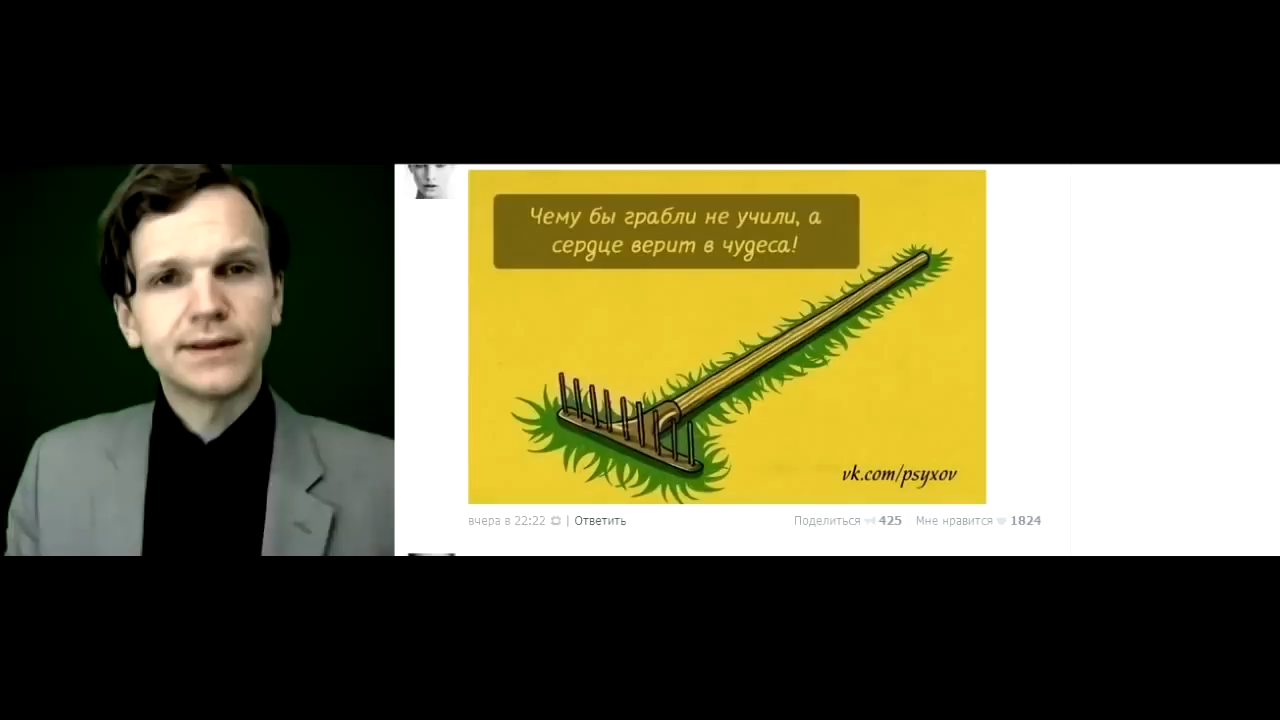 Чему бы грабли не учили, а
сердце верит в чудеса!
vk.com/psyxov
вчера в 22:22 | Ответить
Поделиться 425 Мне нравится 1824